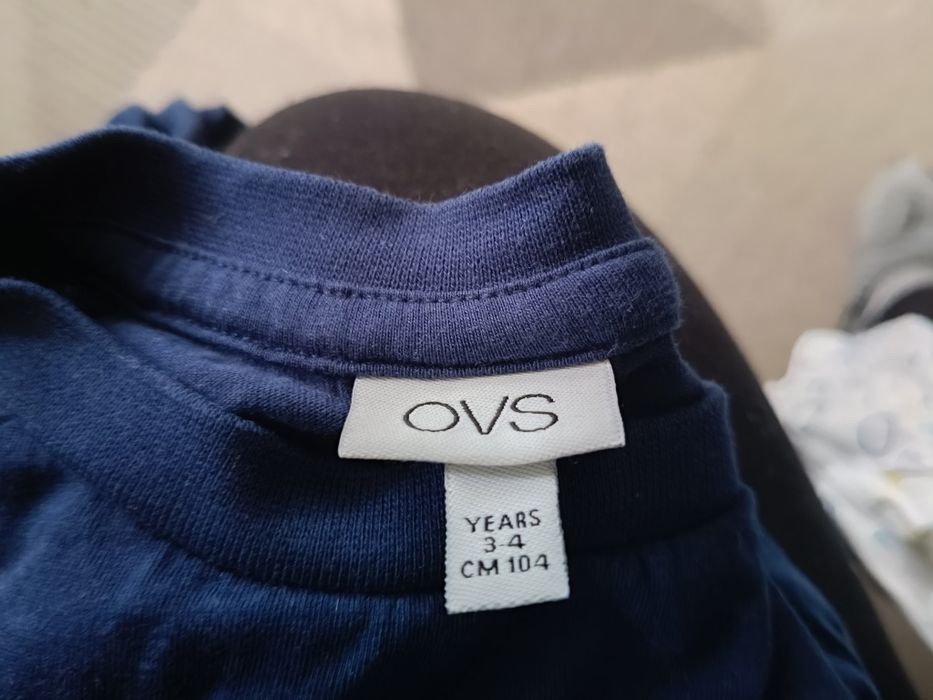 OVS
YEARS
3-4
CM 104